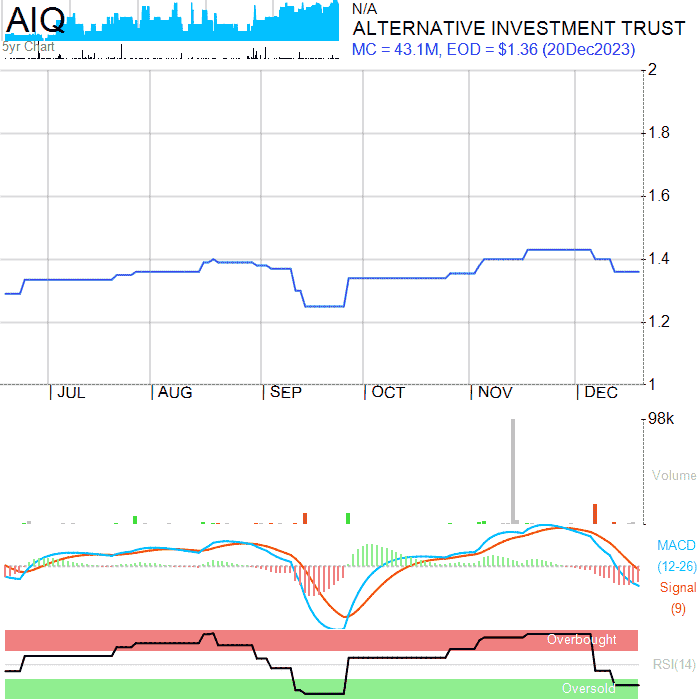 AIQ
5yr Chart
N/A
ALTERNATIVE INVESTMENT TRUST
MC = 43.1M, EOD = $1.36 (20Dec2023)
2
1.8
1.6
1.4
1.2
1
JUL AUG SEP OCT NOV DEC
98k
Volume
MACD
(12-26)
Signal
(9)
Overbought
RSI(14)
Oversold